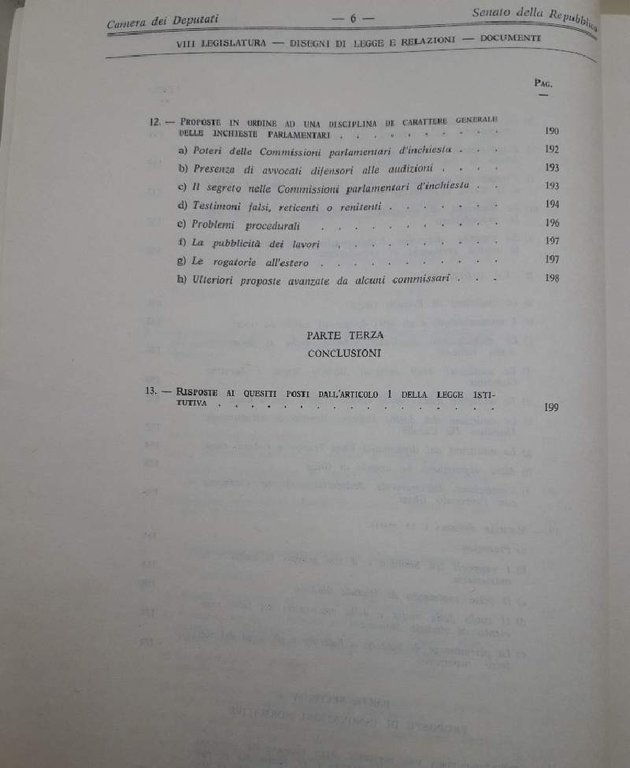 Camera dei Deputati — 6 — Senato della Repubblica
VIII LEGISLATURA — DISEGNI DI LEGGE E RELAZIONI — DOCUMENTI
PAG.
12. — PROPOSTE IN ORDINE AD UNA DISCIPLINA DI CARATTERE GENERALE
DELLE INCHIESTE PARLAMENTARI . . . . . . . . . 190
a) Poteri delle Commissioni parlamentari d'inchiesta . . . 192
b) Presenza di avvocati difensori alle audizioni . . . . 193
c) Il segreto nelle Commissioni parlamentari d'inchiesta . . 193
d) Testimoni falsi, reticenti o renitenti . . . . . . 194
e) Problemi procedurali . . . . . . . . . 196
f) La pubblicità dei lavori . . . . . . . . 197
g) Le rogatorie all'estero . . . . . . . . . 197
h) Ulteriori proposte avanzate da alcuni commissari . . . 198
PARTE TERZA
CONCLUSIONI
13. — RISPOSTE AI QUESITI POSTI DALL'ARTICOLO 1 DELLA LEGGE ISTI-
TUTIVA . . . . . . . . . . . . . . . 199